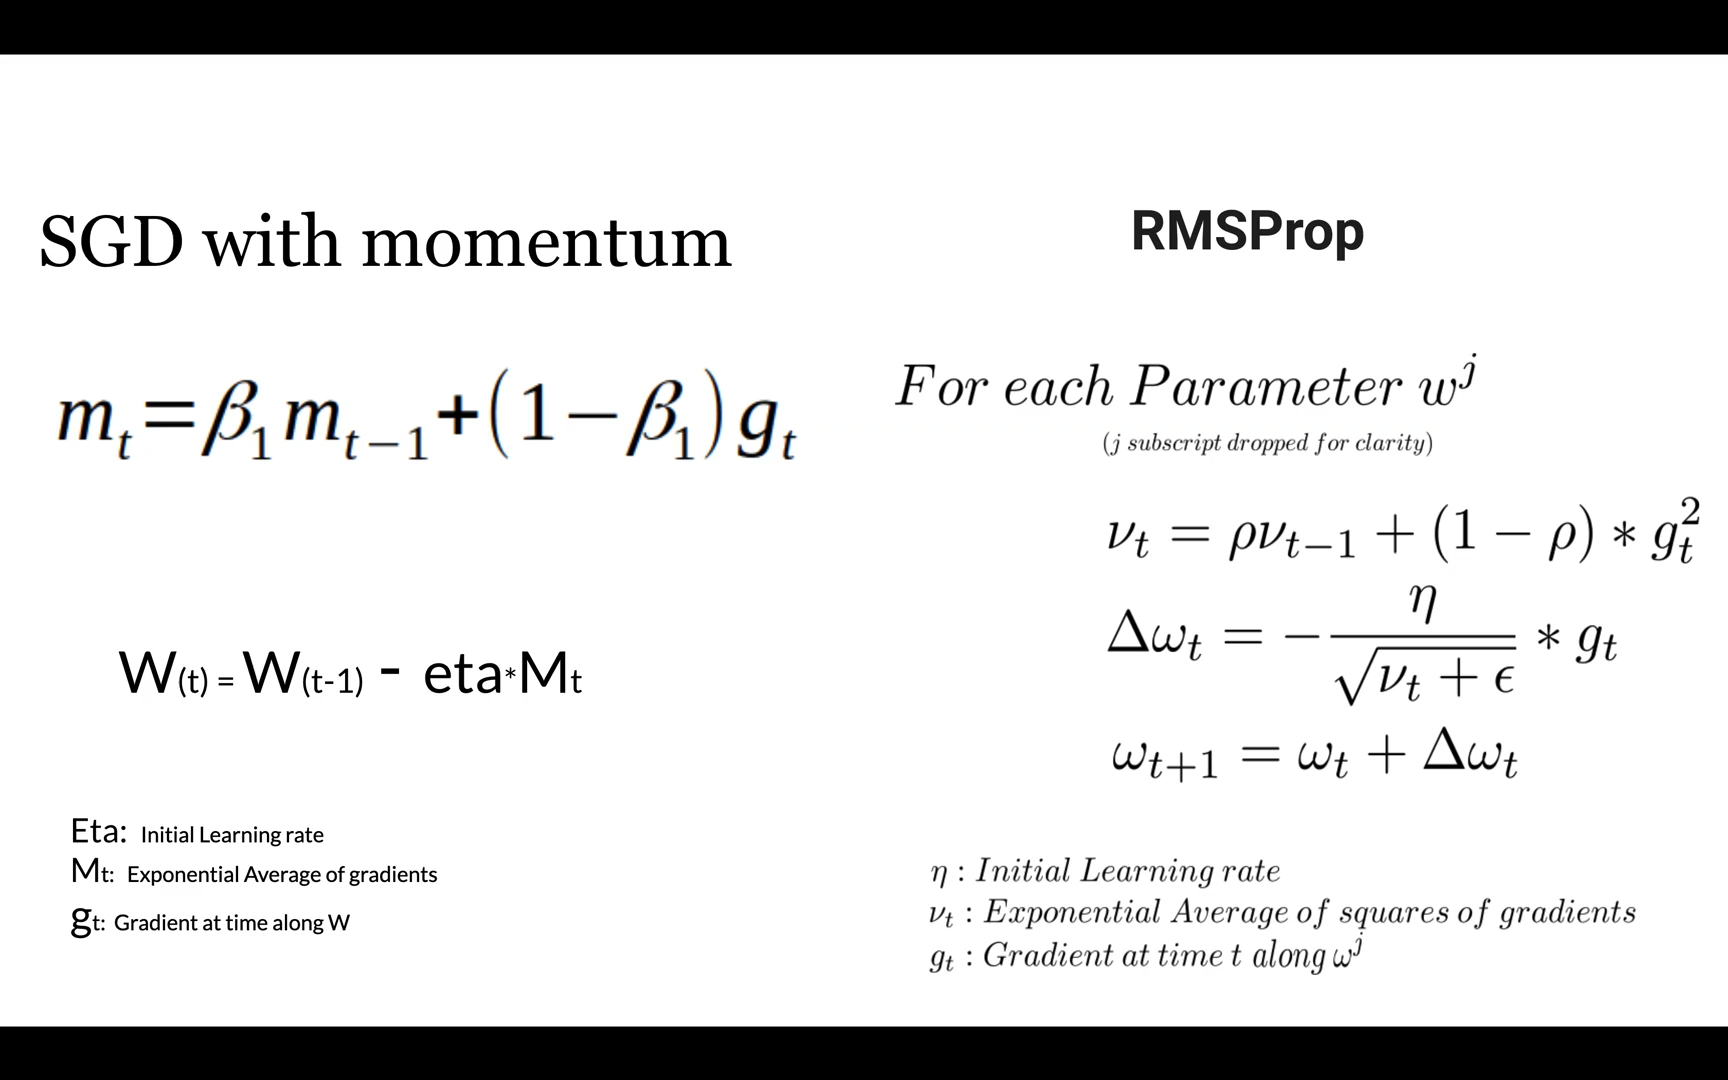 SGD with momentum
m_t=β_1 m_{t-1}+(1-β_1)g_t
W(t) = W(t-1) - eta*Mt
Eta: Initial Learning rate
Mt: Exponential Average of gradients
gt: Gradient at time along W
RMSProp
For each Parameter w^j
(j subscript dropped for clarity)
ν_t = ρν_{t-1} + (1 - ρ) * g_t^2
Δω_t = - η / √(ν_t + ϵ) * g_t
ω_{t+1} = ω_t + Δω_t
η : Initial Learning rate
ν_t : Exponential Average of squares of gradients
g_t : Gradient at time t along ω^j